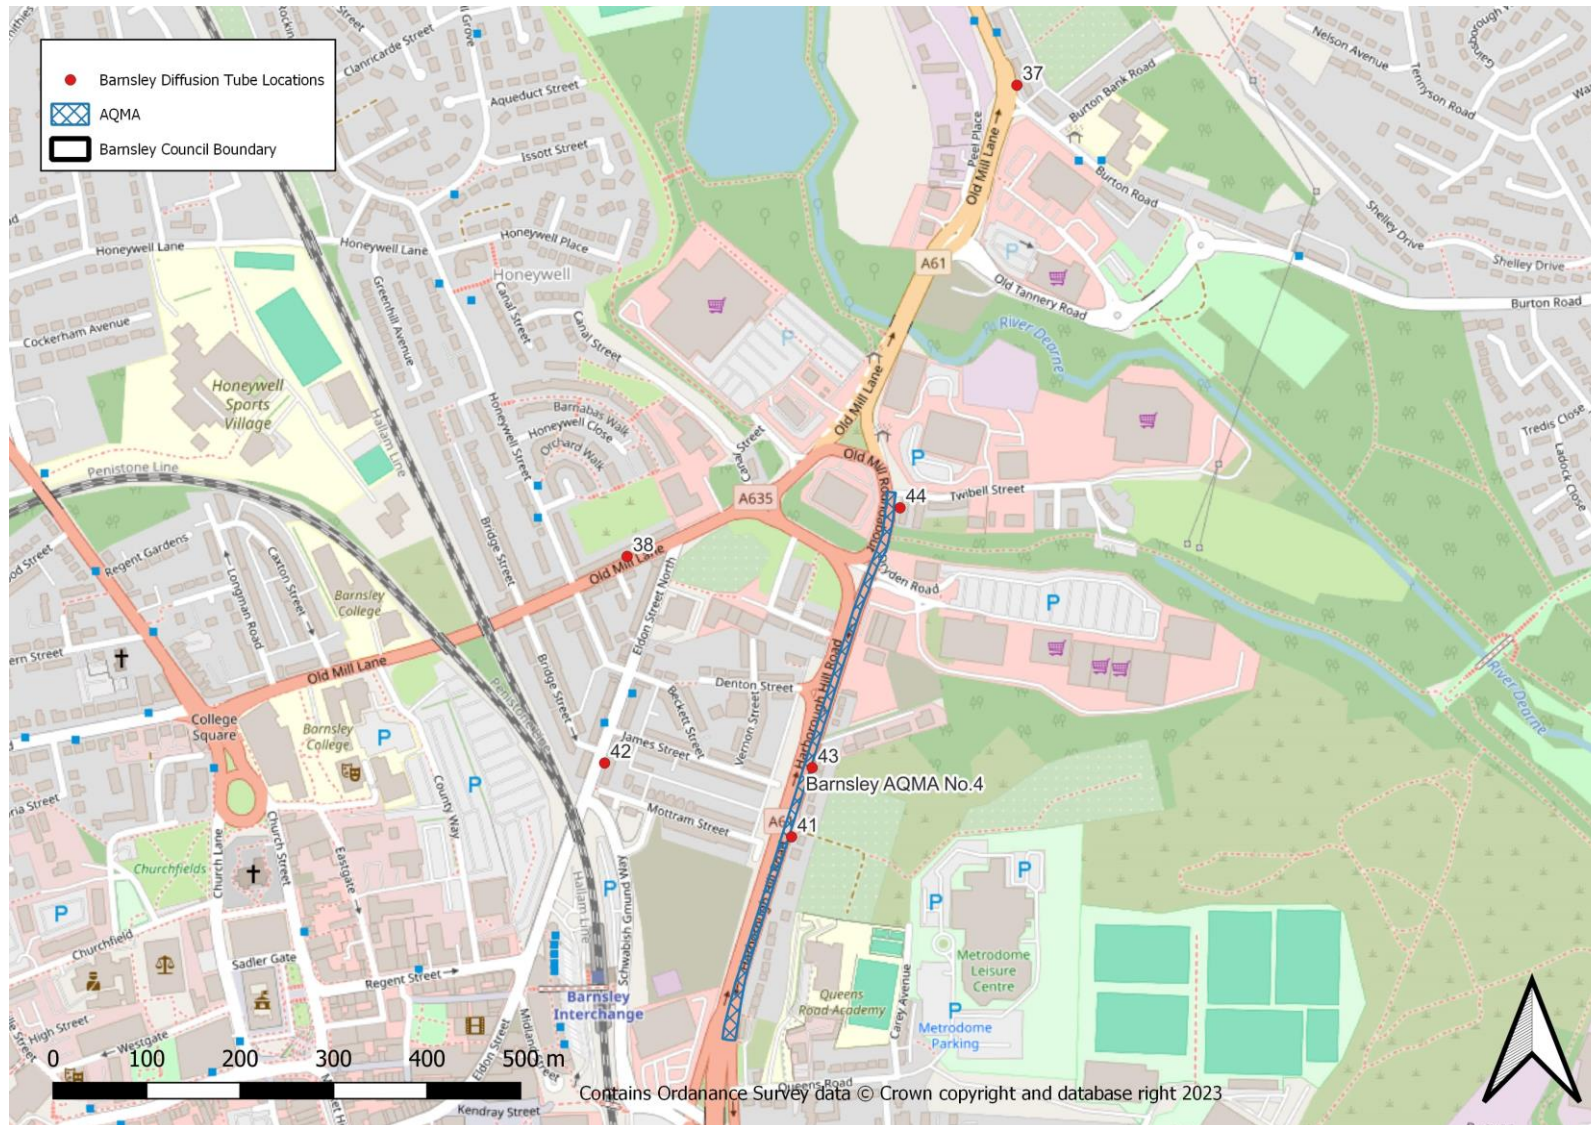 Barnsley Diffusion Tube Locations
AQMA
Barnsley Council Boundary
Clanricarde Street
Aqueduct Street
Issott Street
Honeywell Lane
Honeywell Lane
Honeywell Place
Honeywell
Cockerham Avenue
Greenhill Avenue
Canal Street
Canal Street
Honeywell
Sports
Village
Hallam Line
Penistone Line
Honeywell Street
Barnabas Walk
Honeywell Close
Orchard Walk
Canal Street
37
Burton Bank Road
Peel Place
Old Mill Lane
Burton Road
A61
Old Tannery Road
River Dearne
Nelson Avenue
Tennyson Road
Shelley Drive
Shelley Drive
Burton Road
Tredis Close
Ladock Close
Old Mill Lane
A635
Twibell Street
44
38
Old Mill Lane
Eldon Street North
Bridge Street
Bridge Street
Regent Gardens
Caxton Street
Longman Road
Barnsley
College
Old Mill Lane
College
Square
Barnsley
College
Harborough Hill Road
Denton Street
Beckett Street
Vernon Street
James Street
Mottram Street
42
43
Barnsley AQMA No.4
41
River Dearne
County Way
Church Lane
Church Street
Eastgate
Churchfields
Churchfield
Sadler Gate
Regent Street
High Street
Westgate
Hallam Line
Schwäbish Gmünd Way
Barnsley
Interchange
Eldon Street
Kendray Street
Queens
Road Academy
Carey Avenue
Metrodome
Leisure
Centre
Metrodome
Parking
Queens Road
0 100 200 300 400 500 m
Contains Ordanance Survey data © Crown copyright and database right 2023